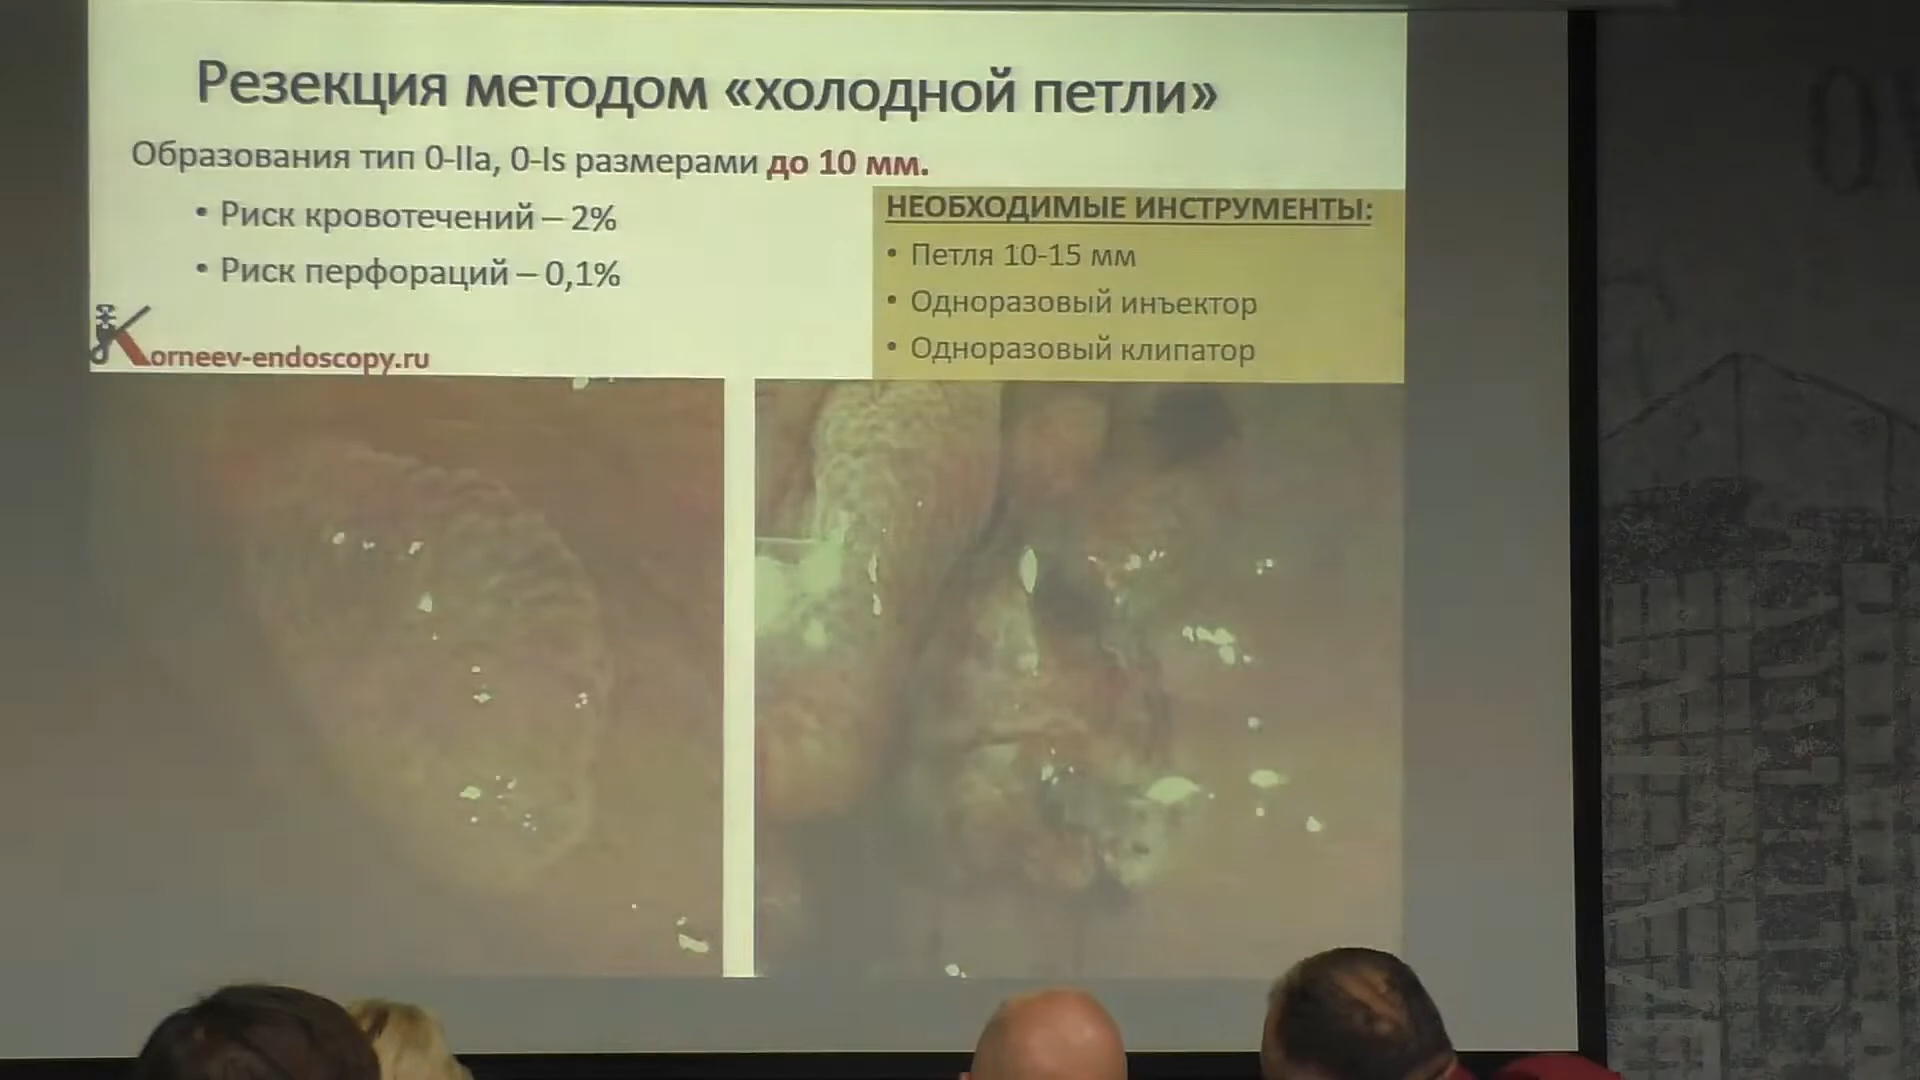 Резекция методом «холодной петли»
Образования тип 0-IIa, 0-Is размерами до 10 мм.
• Риск кровотечений – 2%
• Риск перфораций – 0,1%
Korneev-endoscopy.ru
НЕОБХОДИМЫЕ ИНСТРУМЕНТЫ:
• Петля 10-15 мм
• Одноразовый инъектор
• Одноразовый клипатор